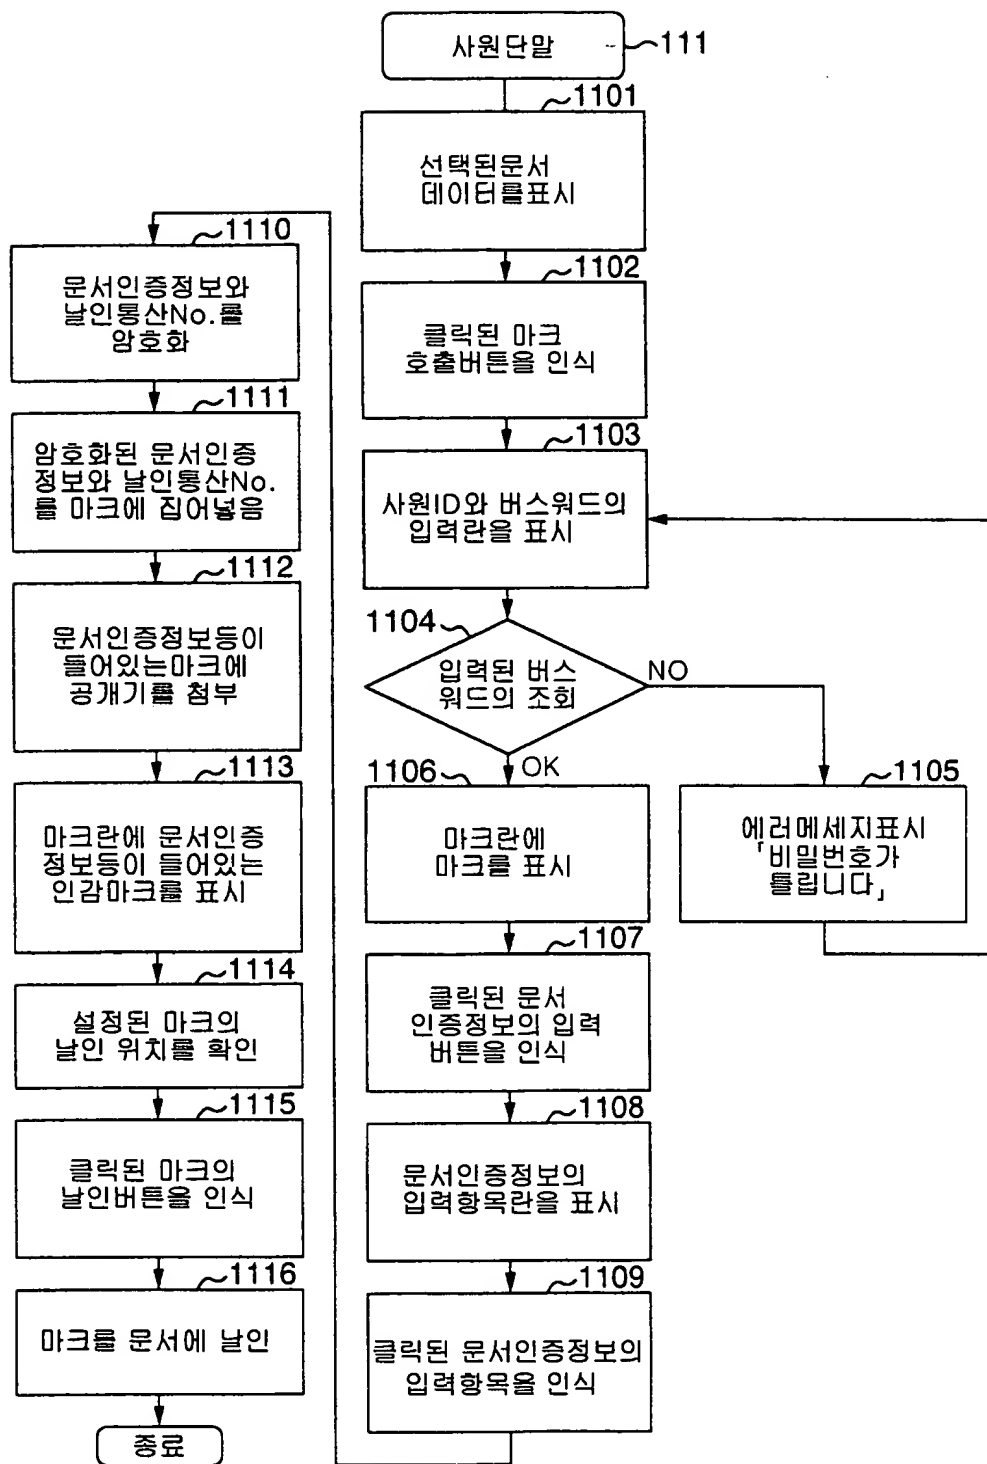 사원단말
111
1101
선택된문서
데이터를표시
1102
클릭된 마크
호출버튼을 인식
1103
사원ID와 버스워드의
입력란을 표시
1104
입력된 버스
워드의 조회
NO
OK
1105
에러메세지표시
「비밀번호가
틀립니다」
1106
마크란에
마크를 표시
1107
클릭된 문서
인증정보의 입력
버튼을 인식
1108
문서인증정보의
입력항목란을 표시
1109
클릭된 문서인증정보의
입력항목을 인식
1110
문서인증정보와
날인통산No.를
암호화
1111
암호화된 문서인증
정보와 날인통산No.
를 마크에 집어넣음
1112
문서인증정보등이
들어있는마크에
공개기를 첨부
1113
마크란에 문서인증
정보등이 들어있는
인감마크를 표시
1114
설정된 마크의
날인 위치를 확인
1115
클릭된 마크의
날인버튼을 인식
1116
마크를 문서에 날인
종료